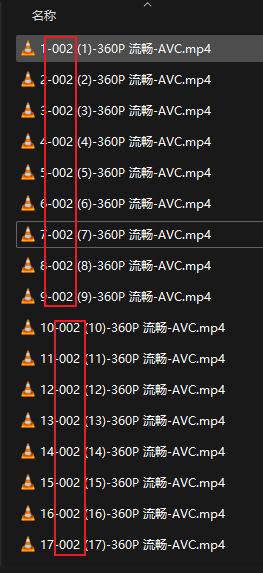 名称
1-002 (1)-360P 流畅-AVC.mp4
2-002 (2)-360P 流畅-AVC.mp4
3-002 (3)-360P 流畅-AVC.mp4
4-002 (4)-360P 流畅-AVC.mp4
5-002 (5)-360P 流畅-AVC.mp4
6-002 (6)-360P 流畅-AVC.mp4
7-002 (7)-360P 流畅-AVC.mp4
8-002 (8)-360P 流畅-AVC.mp4
9-002 (9)-360P 流畅-AVC.mp4
10-002 (10)-360P 流畅-AVC.mp4
11-002 (11)-360P 流畅-AVC.mp4
12-002 (12)-360P 流畅-AVC.mp4
13-002 (13)-360P 流畅-AVC.mp4
14-002 (14)-360P 流畅-AVC.mp4
15-002 (15)-360P 流畅-AVC.mp4
16-002 (16)-360P 流畅-AVC.mp4
17-002 (17)-360P 流畅-AVC.mp4